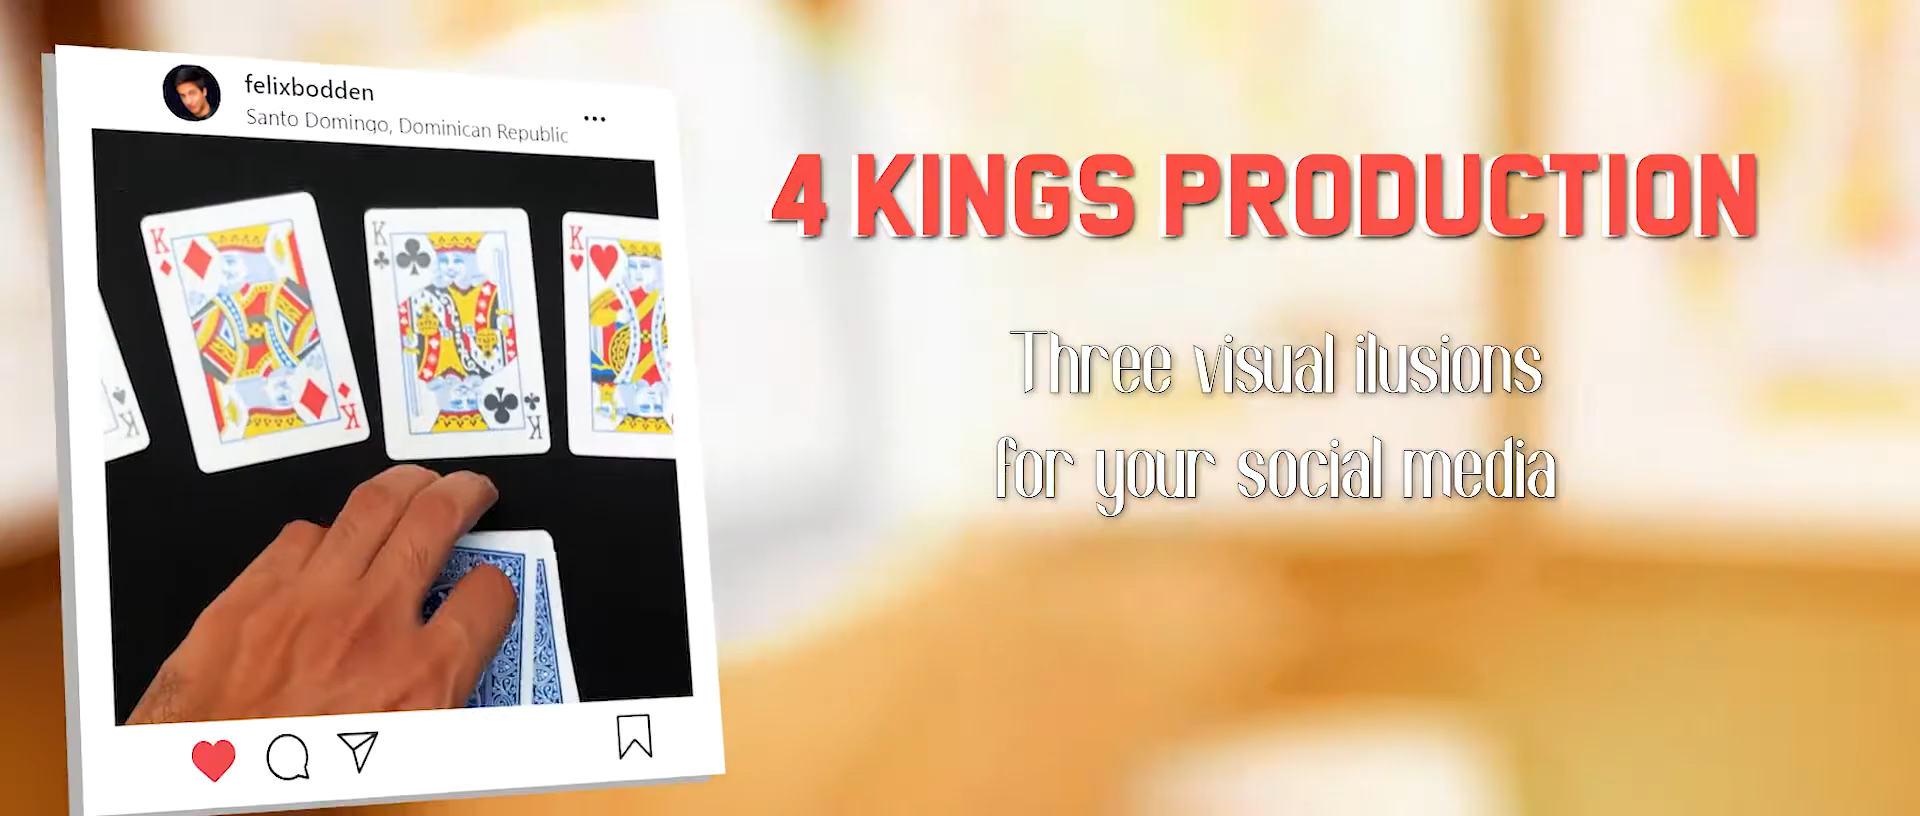 felixbodden
Santo Domingo, Dominican Republic
K
K
K
K
K
K
4 KINGS PRODUCTION
Three visual ilusions
for your social media